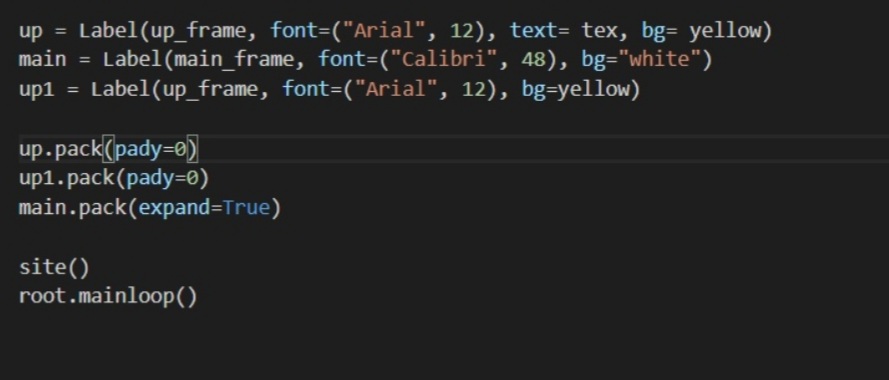 up = Label(up_frame, font=("Arial", 12), text= tex, bg= yellow)
main = Label(main_frame, font=("Calibri", 48), bg="white")
up1 = Label(up_frame, font=("Arial", 12), bg=yellow)
up.pack(pady=0)
up1.pack(pady=0)
main.pack(expand=True)
site()
root.mainloop()